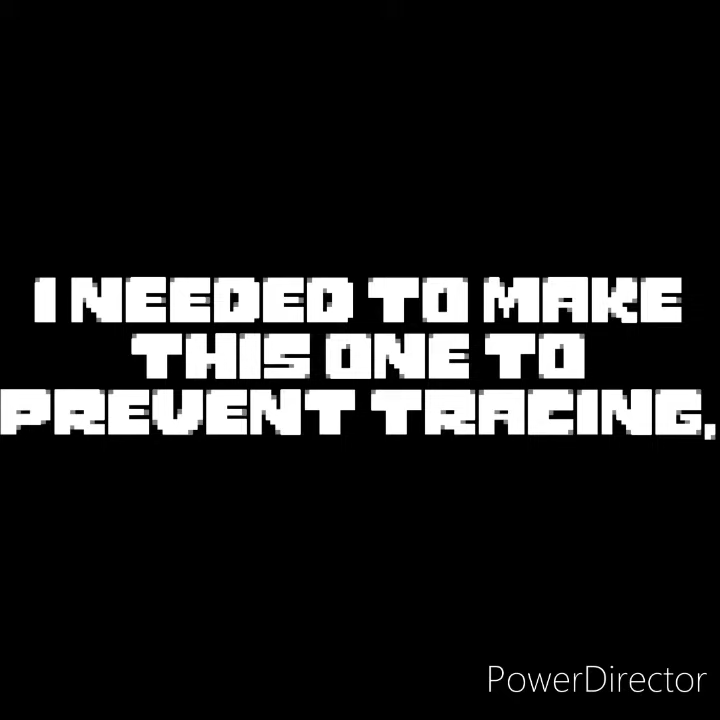 I NEEDED TO MAKE
THIS ONE TO
PREVENT TRACING,
PowerDirector